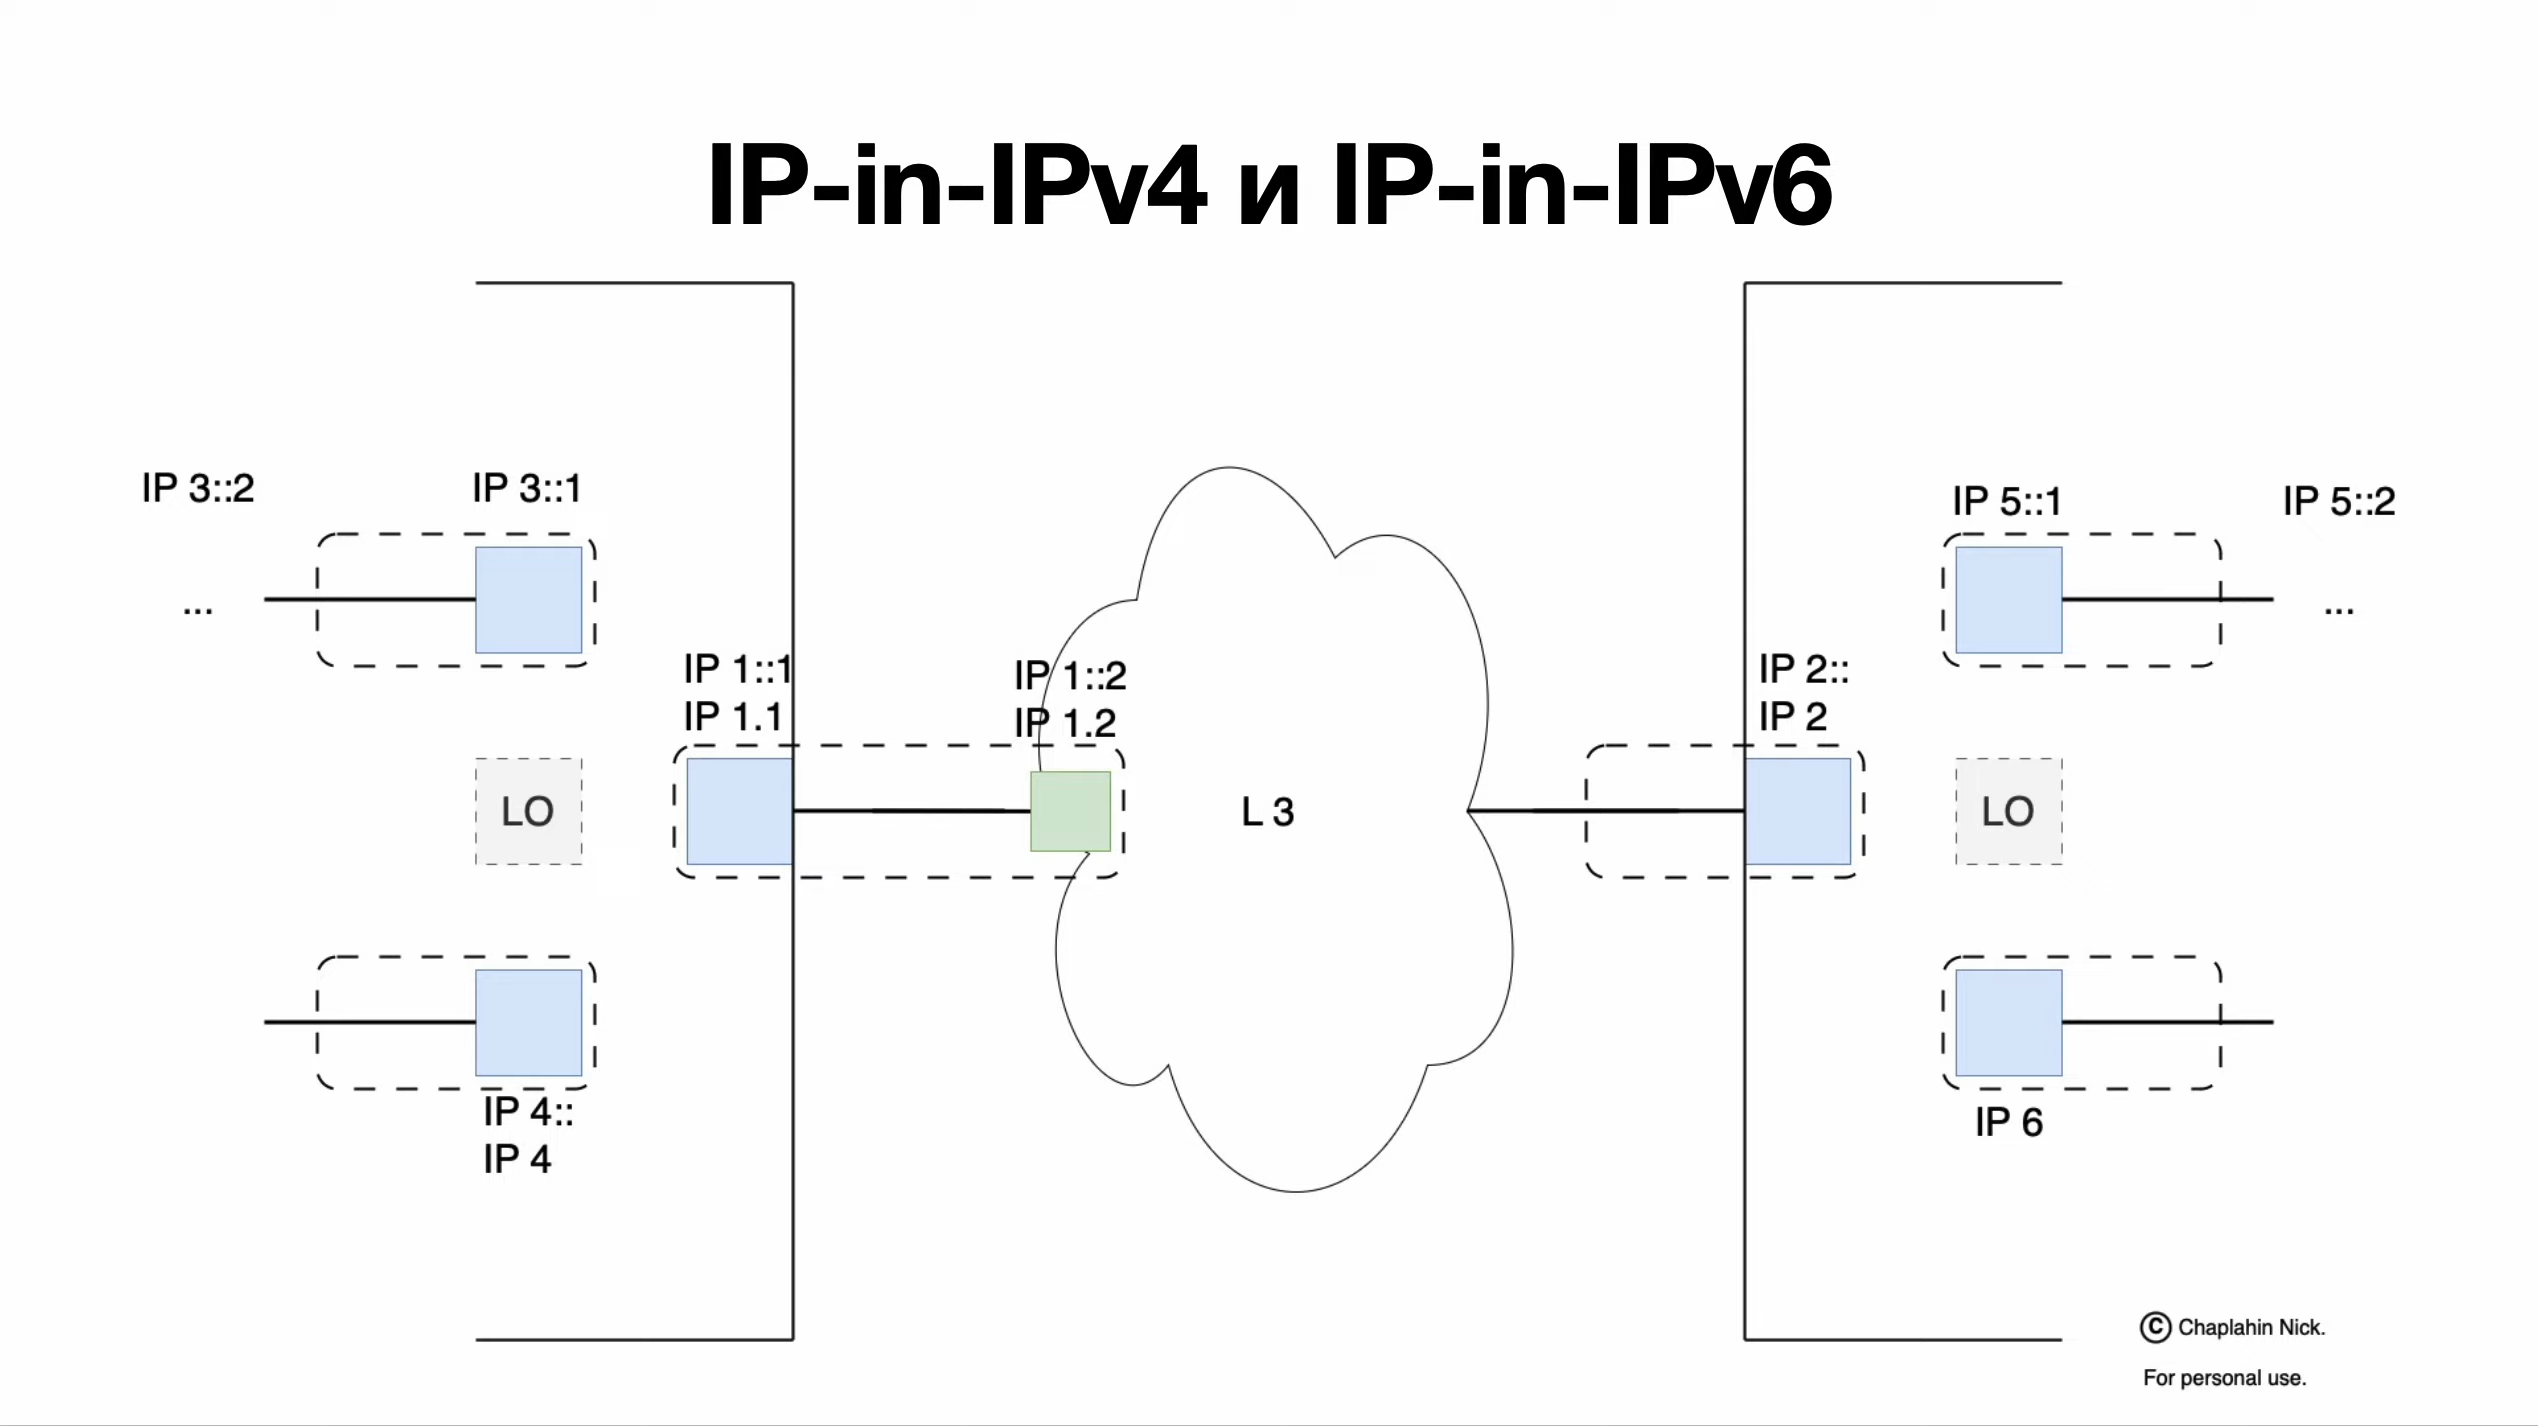 IP-in-IPv4 и IP-in-IPv6
IP 3::2
IP 3::1
IP 5::1
IP 5::2
...
...
IP 1::1
IP 1.1
IP 1::2
IP 1.2
IP 2::
IP 2
LO
L 3
LO
IP 4::
IP 4
IP 6
© Chaplahin Nick.
For personal use.